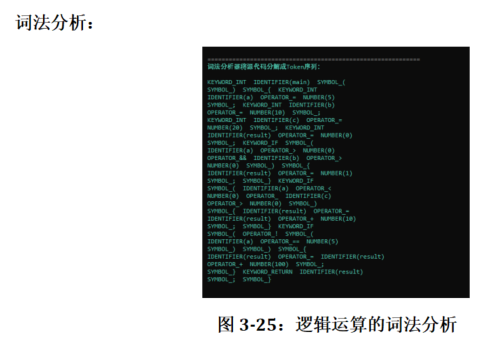 词法分析：
============================================================
词法分析器将源代码分割成Token序列：
KEYWORD_INT IDENTIFIER(main) SYMBOL_(
SYMBOL_) SYMBOL_{ KEYWORD_INT
IDENTIFIER(a) OPERATOR_= NUMBER(5)
SYMBOL_; KEYWORD_INT IDENTIFIER(b)
OPERATOR_= NUMBER(10) SYMBOL_;
KEYWORD_INT IDENTIFIER(c) OPERATOR_=
NUMBER(20) SYMBOL_; KEYWORD_INT
IDENTIFIER(result) OPERATOR_= NUMBER(0)
SYMBOL_; KEYWORD_IF SYMBOL_(
IDENTIFIER(a) OPERATOR_> NUMBER(0)
OPERATOR_&& IDENTIFIER(b) OPERATOR_>
NUMBER(0) SYMBOL_) SYMBOL_{
IDENTIFIER(result) OPERATOR_= NUMBER(1)
SYMBOL_; SYMBOL_} KEYWORD_IF
SYMBOL_( IDENTIFIER(a) OPERATOR_<
NUMBER(0) OPERATOR_ IDENTIFIER(c)
OPERATOR_> NUMBER(0) SYMBOL_)
SYMBOL_{ IDENTIFIER(result) OPERATOR_=
IDENTIFIER(result) OPERATOR_+ NUMBER(10)
SYMBOL_; SYMBOL_} KEYWORD_IF
SYMBOL_( OPERATOR_! SYMBOL_(
IDENTIFIER(a) OPERATOR_== NUMBER(5)
SYMBOL_) SYMBOL_) SYMBOL_{
IDENTIFIER(result) OPERATOR_= IDENTIFIER(result)
OPERATOR_+ NUMBER(100) SYMBOL_;
SYMBOL_} KEYWORD_RETURN IDENTIFIER(result)
SYMBOL_; SYMBOL_}
图 3-25：逻辑运算的词法分析